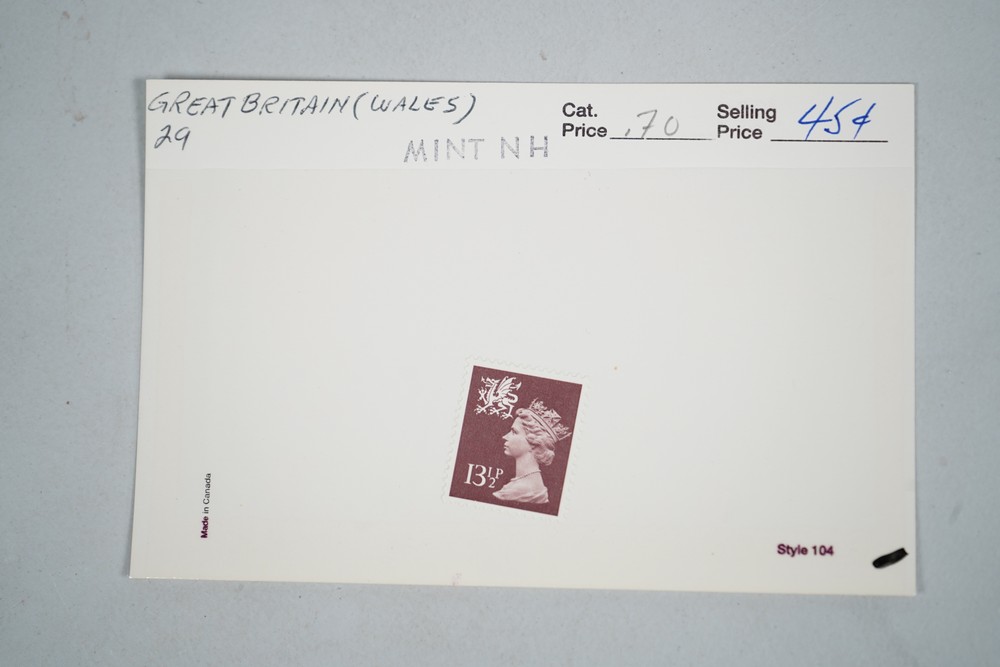 GREAT BRITAIN (WALES)
29
MINT NH
Cat.
Price .70
Selling
Price 45¢
13½P
Made in Canada
Style 104